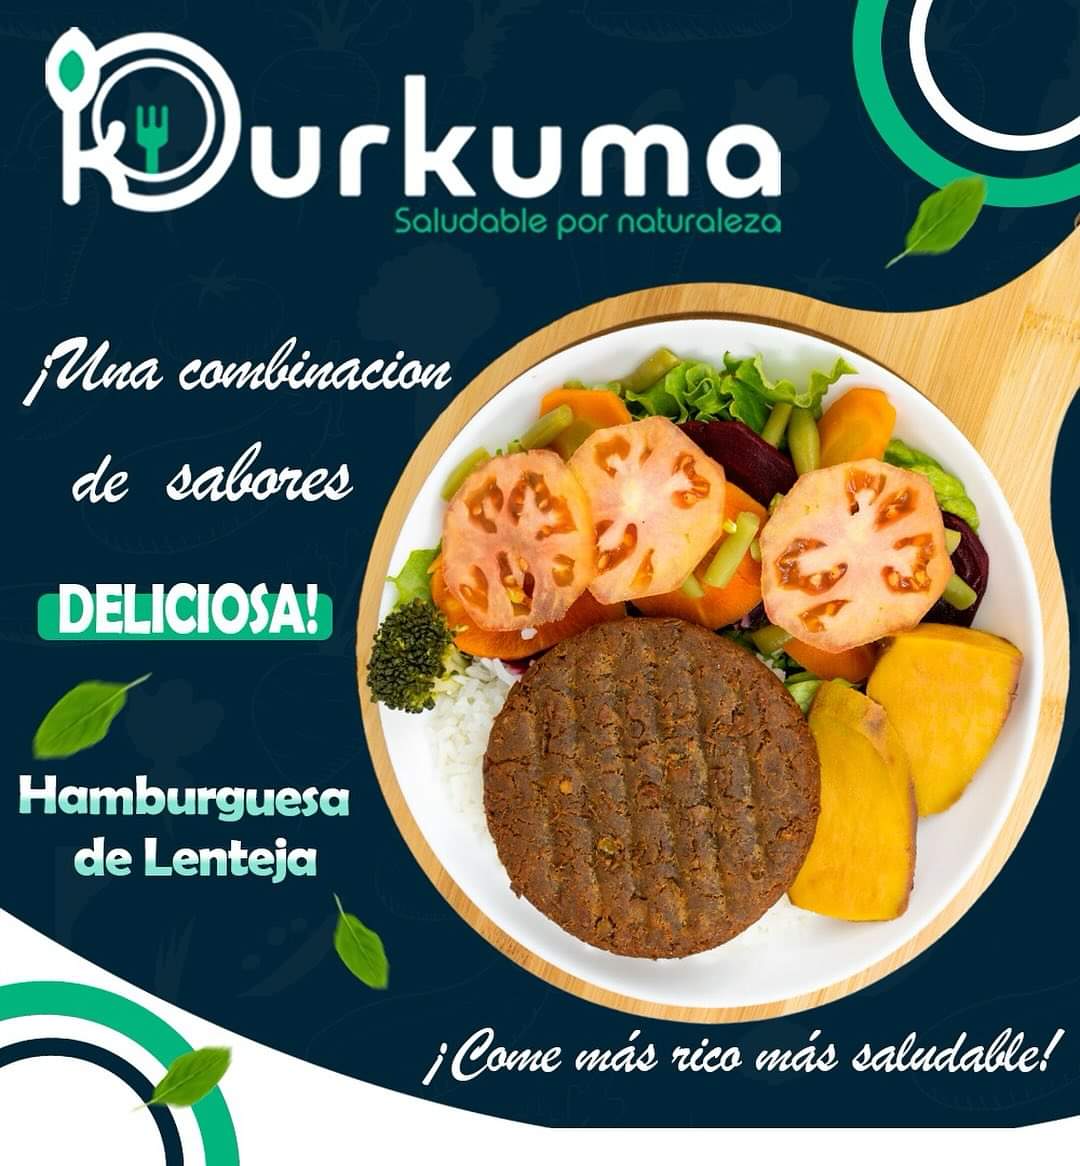 Kurkuma
Saludable por naturaleza
¡Una combinacion
de sabores
DELICIOSA!
Hamburguesa
de Lenteja
¡Come más rico más saludable!